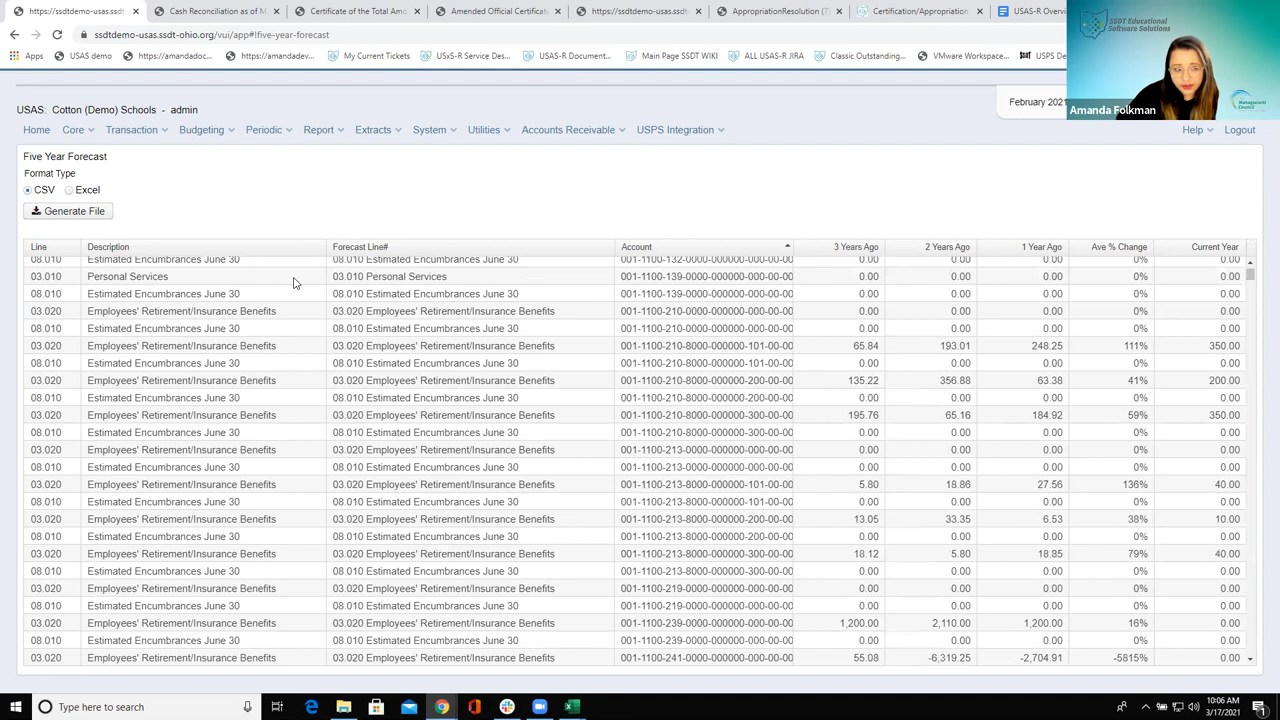 https://ssdtdemo-usas.ssdt-ohio
Cash Reconciliation as of M
Certificate of the Total Amo
Amended Official Certificat
https://ssdtdemo-usas.ssdt-ohi
AppropriationResolution (7
Certification/Appropriation
USAS-R Overv
ssdtdemo-usas.ssdt-ohio.org/vui/app#!five-year-forecast
Apps
USAS demo
https://amandadoc...
https://amandadev...
My Current Tickets
USxS-R Service Des...
USAS-R Document...
Main Page SSDT WIKI
ALL USAS-R JIRA
Classic Outstanding...
VMware Workspace...
USPS De
SSDT Educational
Software Solutions
Management
Council
Amanda Folkman
USAS: Cotton (Demo) Schools - admin
February 2021
Home Core Transaction Budgeting Periodic Report Extracts System Utilities Accounts Receivable USPS Integration Help Logout
Five Year Forecast
Format Type
CSV Excel
Generate File
Line Description Forecast Line# Account 3 Years Ago 2 Years Ago 1 Year Ago Ave % Change Current Year
08.010 Estimated Encumbrances June 30 08.010 Estimated Encumbrances June 30 001-1100-132-0000-000000-000-00-00 0.00 0.00 0.00 0% 0.00
03.010 Personal Services 03.010 Personal Services 001-1100-139-0000-000000-000-00-00 0.00 0.00 0.00 0% 0.00
08.010 Estimated Encumbrances June 30 08.010 Estimated Encumbrances June 30 001-1100-139-0000-000000-000-00-00 0.00 0.00 0.00 0% 0.00
03.020 Employees' Retirement/Insurance Benefits 03.020 Employees' Retirement/Insurance Benefits 001-1100-210-0000-000000-000-00-00 0.00 0.00 0.00 0% 0.00
08.010 Estimated Encumbrances June 30 08.010 Estimated Encumbrances June 30 001-1100-210-0000-000000-000-00-00 0.00 0.00 0.00 0% 0.00
03.020 Employees' Retirement/Insurance Benefits 03.020 Employees' Retirement/Insurance Benefits 001-1100-210-8000-000000-101-00-00 65.84 193.01 248.25 111% 350.00
08.010 Estimated Encumbrances June 30 08.010 Estimated Encumbrances June 30 001-1100-210-8000-000000-101-00-00 0.00 0.00 0.00 0% 0.00
03.020 Employees' Retirement/Insurance Benefits 03.020 Employees' Retirement/Insurance Benefits 001-1100-210-8000-000000-200-00-00 135.22 356.88 63.38 41% 200.00
08.010 Estimated Encumbrances June 30 08.010 Estimated Encumbrances June 30 001-1100-210-8000-000000-200-00-00 0.00 0.00 0.00 0% 0.00
03.020 Employees' Retirement/Insurance Benefits 03.020 Employees' Retirement/Insurance Benefits 001-1100-210-8000-000000-300-00-00 195.76 65.16 184.92 59% 350.00
08.010 Estimated Encumbrances June 30 08.010 Estimated Encumbrances June 30 001-1100-210-8000-000000-300-00-00 0.00 0.00 0.00 0% 0.00
03.020 Employees' Retirement/Insurance Benefits 03.020 Employees' Retirement/Insurance Benefits 001-1100-213-0000-000000-000-00-00 0.00 0.00 0.00 0% 0.00
08.010 Estimated Encumbrances June 30 08.010 Estimated Encumbrances June 30 001-1100-213-0000-000000-000-00-00 0.00 0.00 0.00 0% 0.00
03.020 Employees' Retirement/Insurance Benefits 03.020 Employees' Retirement/Insurance Benefits 001-1100-213-8000-000000-101-00-00 5.80 18.86 27.56 136% 40.00
08.010 Estimated Encumbrances June 30 08.010 Estimated Encumbrances June 30 001-1100-213-8000-000000-101-00-00 0.00 0.00 0.00 0% 0.00
03.020 Employees' Retirement/Insurance Benefits 03.020 Employees' Retirement/Insurance Benefits 001-1100-213-8000-000000-200-00-00 13.05 33.35 6.53 38% 10.00
08.010 Estimated Encumbrances June 30 08.010 Estimated Encumbrances June 30 001-1100-213-8000-000000-200-00-00 0.00 0.00 0.00 0% 0.00
03.020 Employees' Retirement/Insurance Benefits 03.020 Employees' Retirement/Insurance Benefits 001-1100-213-8000-000000-300-00-00 18.12 5.80 18.85 79% 40.00
08.010 Estimated Encumbrances June 30 08.010 Estimated Encumbrances June 30 001-1100-213-8000-000000-300-00-00 0.00 0.00 0.00 0% 0.00
03.020 Employees' Retirement/Insurance Benefits 03.020 Employees' Retirement/Insurance Benefits 001-1100-219-0000-000000-000-00-00 0.00 0.00 0.00 0% 0.00
08.010 Estimated Encumbrances June 30 08.010 Estimated Encumbrances June 30 001-1100-219-0000-000000-000-00-00 0.00 0.00 0.00 0% 0.00
03.020 Employees' Retirement/Insurance Benefits 03.020 Employees' Retirement/Insurance Benefits 001-1100-239-0000-000000-000-00-00 1,200.00 2,110.00 1,200.00 16% 0.00
08.010 Estimated Encumbrances June 30 08.010 Estimated Encumbrances June 30 001-1100-239-0000-000000-000-00-00 0.00 0.00 0.00 0% 0.00
03.020 Employees' Retirement/Insurance Benefits 03.020 Employees' Retirement/Insurance Benefits 001-1100-241-0000-000000-000-00-00 55.08 -6,319.25 -2,704.91 -5815% 0.00
Type here to search
10:06 AM
3/17/2021
1